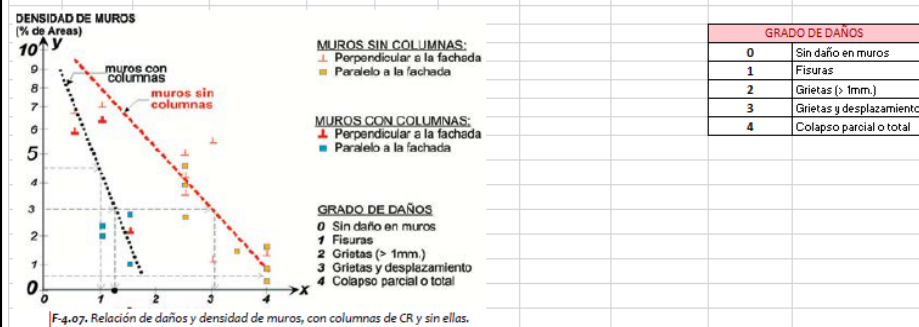 DENSIDAD DE MUROS
(% de Areas)
y
10
9
8
7
6
5
4
3
2
1
0
muros con
columnas
muros sin
columnas
0
1
2
3
4
x
MUROS SIN COLUMNAS:
Perpendicular a la fachada
Paralelo a la fachada
MUROS CON COLUMNAS:
Perpendicular a la fachada
Paralelo a la fachada
GRADO DE DAÑOS
0 Sin daño en muros
1 Fisuras
2 Grietas (> 1mm.)
3 Grietas y desplazamiento
4 Colapso parcial o total
F-4.07. Relación de daños y densidad de muros, con columnas de CR y sin ellas.
GRADO DE DAÑOS
0 Sin daño en muros
1 Fisuras
2 Grietas (> 1mm.)
3 Grietas y desplazamiento
4 Colapso parcial o total